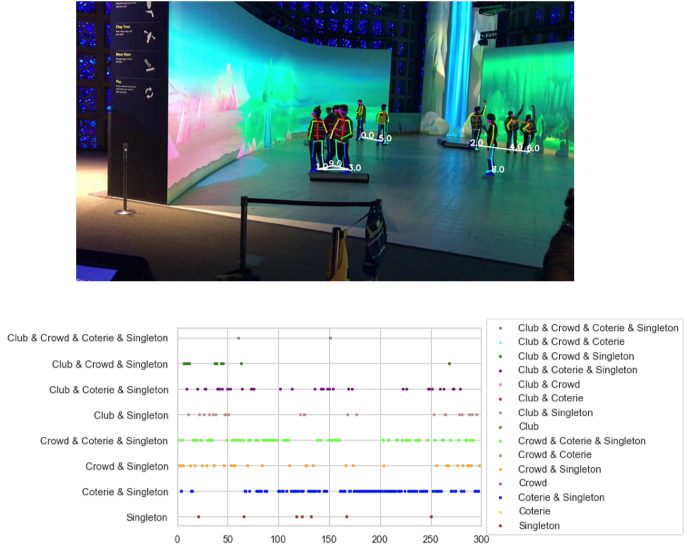 Clay Tent
Play
0.0 5.0
2.0
4.0 6.0
1.0 9.0 3.0
8.0
Club & Crowd & Coterie & Singleton
Club & Crowd & Singleton
Club & Coterie & Singleton
Club & Singleton
Crowd & Coterie & Singleton
Crowd & Singleton
Coterie & Singleton
Singleton
0 50 100 150 200 250 300
Club & Crowd & Coterie & Singleton
Club & Crowd & Coterie
Club & Crowd & Singleton
Club & Coterie & Singleton
Club & Crowd
Club & Coterie
Club & Singleton
Club
Crowd & Coterie & Singleton
Crowd & Coterie
Crowd & Singleton
Crowd
Coterie & Singleton
Coterie
Singleton